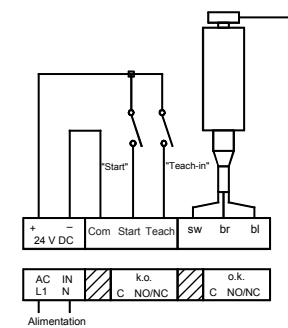 "Start"
"Teach-in"
+ – Com Start Teach sw br bl
24 V DC
AC IN k.o. o.k.
L1 N C NO/NC C NO/NC
Alimentation